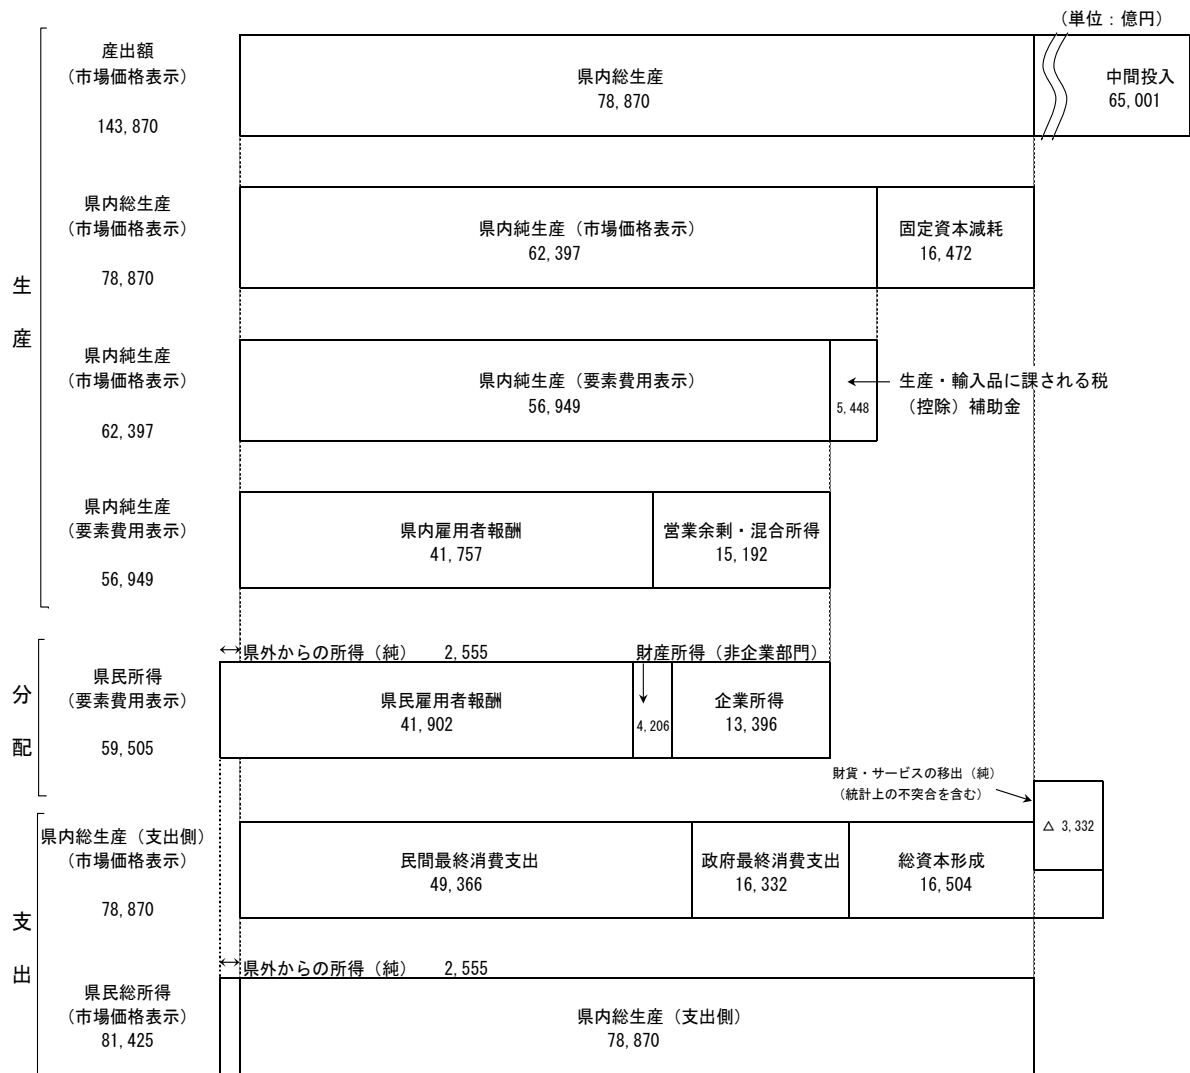 （単位：億円）
産出額
（市場価格表示）
143,870
県内総生産
78,870
中間投入
65,001
生産
県内総生産
（市場価格表示）
78,870
県内純生産（市場価格表示）
62,397
固定資本減耗
16,472
県内純生産
（市場価格表示）
62,397
県内純生産（要素費用表示）
56,949
5,448
生産・輸入品に課される税
（控除）補助金
県内純生産
（要素費用表示）
56,949
県内雇用者報酬
41,757
営業余剰・混合所得
15,192
分配
県民所得
（要素費用表示）
59,505
県外からの所得（純） 2,555
財産所得（非企業部門）
県民雇用者報酬
41,902
4,206
企業所得
13,396
財貨・サービスの移出（純）
（統計上の不突合を含む）
△ 3,332
支出
県内総生産（支出側）
（市場価格表示）
78,870
民間最終消費支出
49,366
政府最終消費支出
16,332
総資本形成
16,504
県外からの所得（純） 2,555
県民総所得
（市場価格表示）
81,425
県内総生産（支出側）
78,870